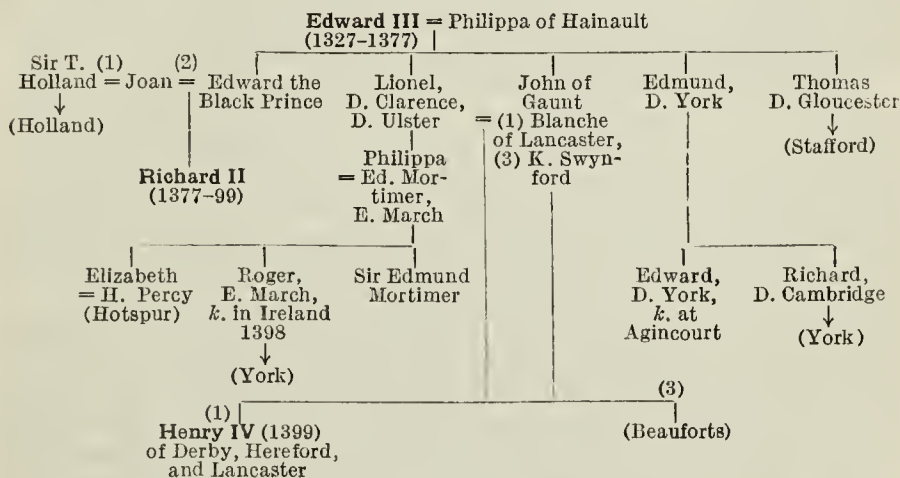 Edward III = Philippa of Hainault
(1327–1377)
Sir T. (1) (2)
Holland = Joan = Edward the
Black Prince
(Holland)
Richard II
(1377–99)
Lionel,
D. Clarence,
D. Ulster
Philippa
= Ed. Mor-
timer,
E. March
John of
Gaunt
= (1) Blanche
of Lancaster,
(3) K. Swyn-
ford
Edmund,
D. York
Thomas
D. Gloucester
(Stafford)
Elizabeth
= H. Percy
(Hotspur)
Roger,
E. March,
k. in Ireland
1398
(York)
Sir Edmund
Mortimer
Edward,
D. York,
k. at
Agincourt
Richard,
D. Cambridge
(York)
(1)
Henry IV (1399)
of Derby, Hereford,
and Lancaster
(3)
(Beauforts)